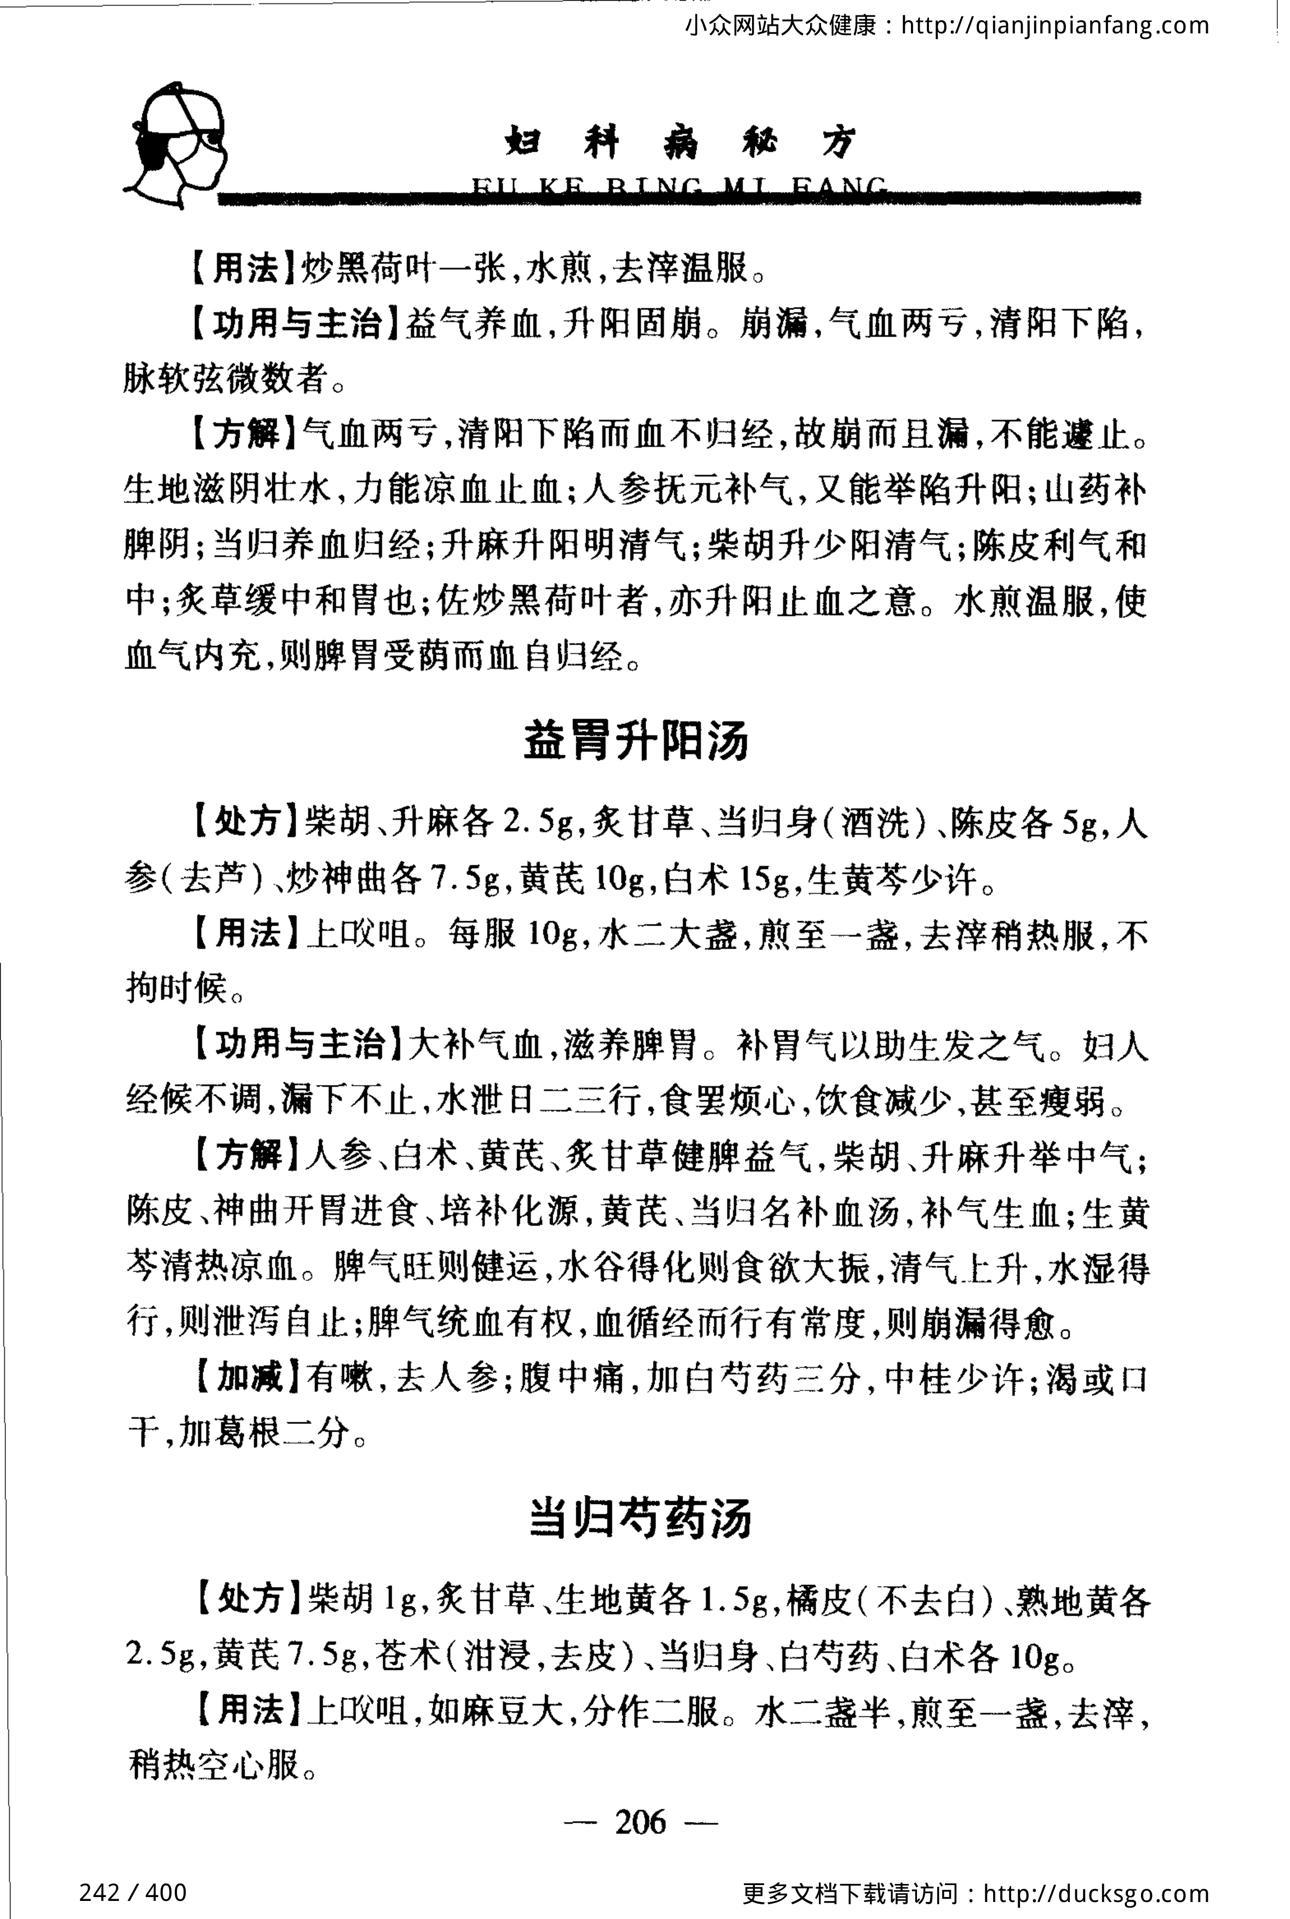 小众网站大众健康：http://qianjinpianfang.com
妇科病秘方
FU KE BING MI FANG
【用法】炒黑荷叶一张,水煎,去滓温服。
【功用与主治】益气养血,升阳固崩。崩漏,气血两亏,清阳下陷,
脉软弦微数者。
【方解】气血两亏,清阳下陷而血不归经,故崩而且漏,不能遽止。
生地滋阴壮水,力能凉血止血;人参抚元补气,又能举陷升阳;山药补
脾阴;当归养血归经;升麻升阳明清气;柴胡升少阳清气;陈皮利气和
中;炙草缓中和胃也;佐炒黑荷叶者,亦升阳止血之意。水煎温服,使
血气内充,则脾胃受荫而血自归经。
益胃升阳汤
【处方】柴胡、升麻各2.5g,炙甘草、当归身(酒洗)、陈皮各5g,人
参(去芦)、炒神曲各7.5g,黄芪10g,白术15g,生黄芩少许。
【用法】上㕮咀。每服10g,水二大盏,煎至一盏,去滓稍热服,不
拘时候。
【功用与主治】大补气血,滋养脾胃。补胃气以助生发之气。妇人
经候不调,漏下不止,水泄日二三行,食罢烦心,饮食减少,甚至瘦弱。
【方解】人参、白术、黄芪、炙甘草健脾益气,柴胡、升麻升举中气;
陈皮、神曲开胃进食、培补化源,黄芪、当归名补血汤,补气生血;生黄
芩清热凉血。脾气旺则健运,水谷得化则食欲大振,清气上升,水湿得
行,则泄泻自止;脾气统血有权,血循经而行有常度,则崩漏得愈。
【加减】有嗽,去人参;腹中痛,加白芍药三分,中桂少许;渴或口
干,加葛根二分。
当归芍药汤
【处方】柴胡1g,炙甘草、生地黄各1.5g,橘皮(不去白)、熟地黄各
2.5g,黄芪7.5g,苍术(泔浸,去皮)、当归身、白芍药、白术各10g。
【用法】上㕮咀,如麻豆大,分作二服。水二盏半,煎至一盏,去滓,
稍热空心服。
— 206 —
242 / 400
更多文档下载请访问：http://ducksgo.com